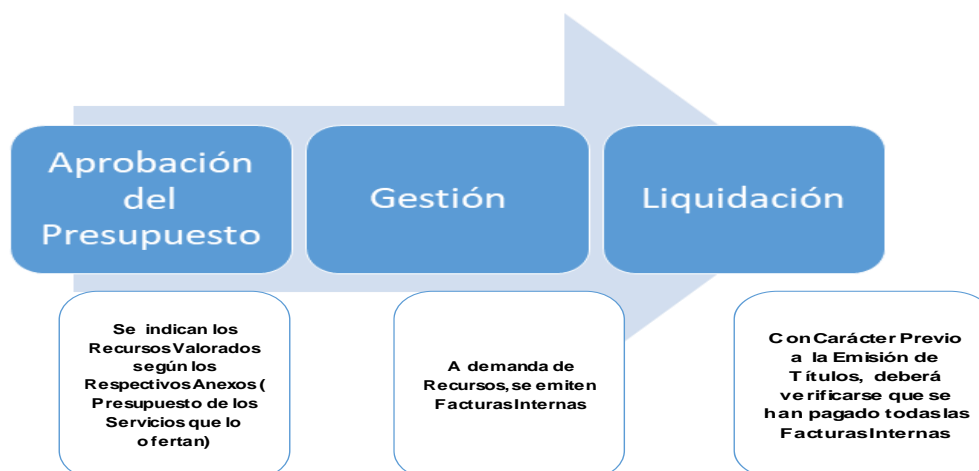 Aprobación
del
Presupuesto
Gestión
Liquidación
Se indican los
Recursos Valorados
según los
Respectivos Anexos (
Presupuesto de los
Servicios que lo
ofertan)
A demanda de
Recursos, se emiten
Facturas Internas
Con Carácter Previo
a la Emisión de
Títulos, deberá
verificarse que se
han pagado todas las
Facturas Internas